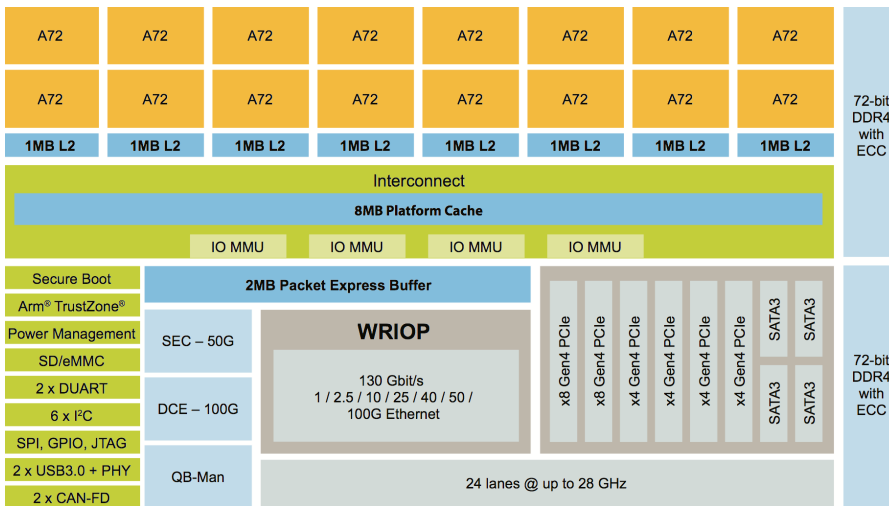 A72 A72 A72 A72 A72 A72 A72 A72
A72 A72 A72 A72 A72 A72 A72 A72
1MB L2 1MB L2 1MB L2 1MB L2 1MB L2 1MB L2 1MB L2 1MB L2
72-bit
DDR4
with
ECC
Interconnect
8MB Platform Cache
IO MMU IO MMU IO MMU IO MMU
Secure Boot
Arm® TrustZone®
Power Management
SD/eMMC
2 x DUART
6 x I²C
SPI, GPIO, JTAG
2 x USB3.0 + PHY
2 x CAN-FD
2MB Packet Express Buffer
SEC – 50G
DCE – 100G
QB-Man
WRIOP
130 Gbit/s
1 / 2.5 / 10 / 25 / 40 / 50 /
100G Ethernet
x8 Gen4 PCIe
x8 Gen4 PCIe
x4 Gen4 PCIe
x4 Gen4 PCIe
x4 Gen4 PCIe
x4 Gen4 PCIe
SATA3 SATA3
SATA3 SATA3
24 lanes @ up to 28 GHz
72-bit
DDR4
with
ECC